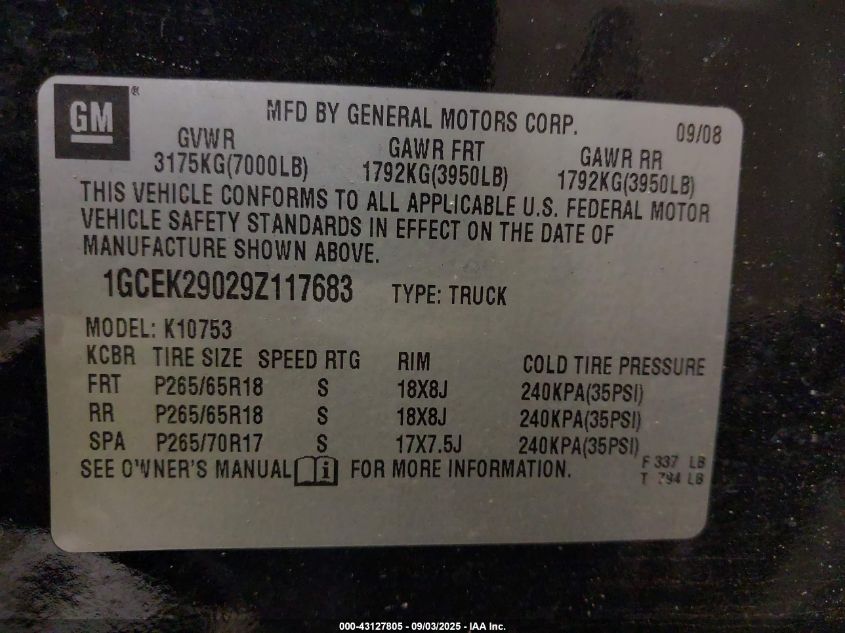 GM ®
MFD BY GENERAL MOTORS CORP. 09/08
GVWR GAWR FRT GAWR RR
3175KG(7000LB) 1792KG(3950LB) 1792KG(3950LB)
THIS VEHICLE CONFORMS TO ALL APPLICABLE U.S. FEDERAL MOTOR
VEHICLE SAFETY STANDARDS IN EFFECT ON THE DATE OF
MANUFACTURE SHOWN ABOVE.
1GCEK29029Z117683 TYPE: TRUCK
MODEL: K10753
KCBR TIRE SIZE SPEED RTG RIM COLD TIRE PRESSURE
FRT P265/65R18 S 18X8J 240KPA(35PSI)
RR P265/65R18 S 18X8J 240KPA(35PSI)
SPA P265/70R17 S 17X7.5J 240KPA(35PSI)
SEE OWNER'S MANUAL i FOR MORE INFORMATION.
F 337 LB
T 794 LB
000-43127805 - 09/03/2025 - IAA Inc.